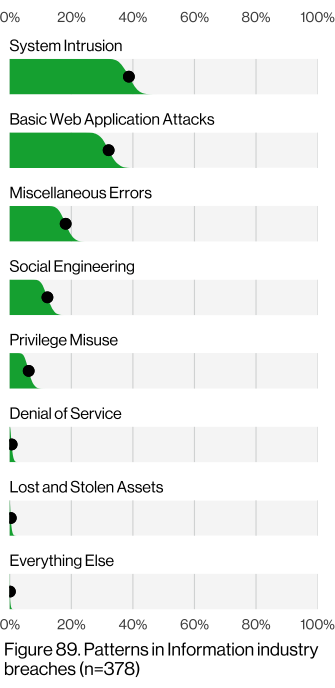 0% 20% 40% 60% 80% 100%
System Intrusion
Basic Web Application Attacks
Miscellaneous Errors
Social Engineering
Privilege Misuse
Denial of Service
Lost and Stolen Assets
Everything Else
0% 20% 40% 60% 80% 100%
Figure 89. Patterns in Information industry
breaches (n=378)